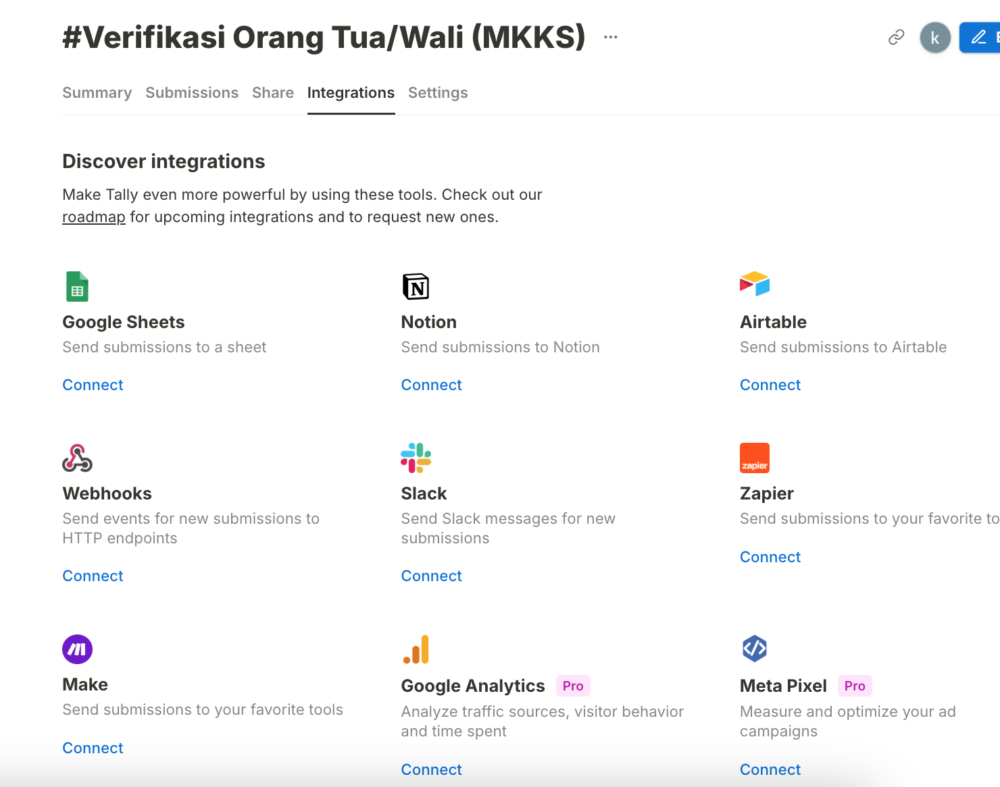 #Verifikasi Orang Tua/Wali (MKKS)
k
Summary Submissions Share Integrations Settings
Discover integrations
Make Tally even more powerful by using these tools. Check out our
roadmap for upcoming integrations and to request new ones.
Google Sheets
Send submissions to a sheet
Connect
Notion
Send submissions to Notion
Connect
Airtable
Send submissions to Airtable
Connect
Webhooks
Send events for new submissions to
HTTP endpoints
Connect
Slack
Send Slack messages for new
submissions
Connect
zapier
Zapier
Send submissions to your favorite to
Connect
Make
Send submissions to your favorite tools
Connect
Google Analytics Pro
Analyze traffic sources, visitor behavior
and time spent
Connect
Meta Pixel Pro
Measure and optimize your ad
campaigns
Connect